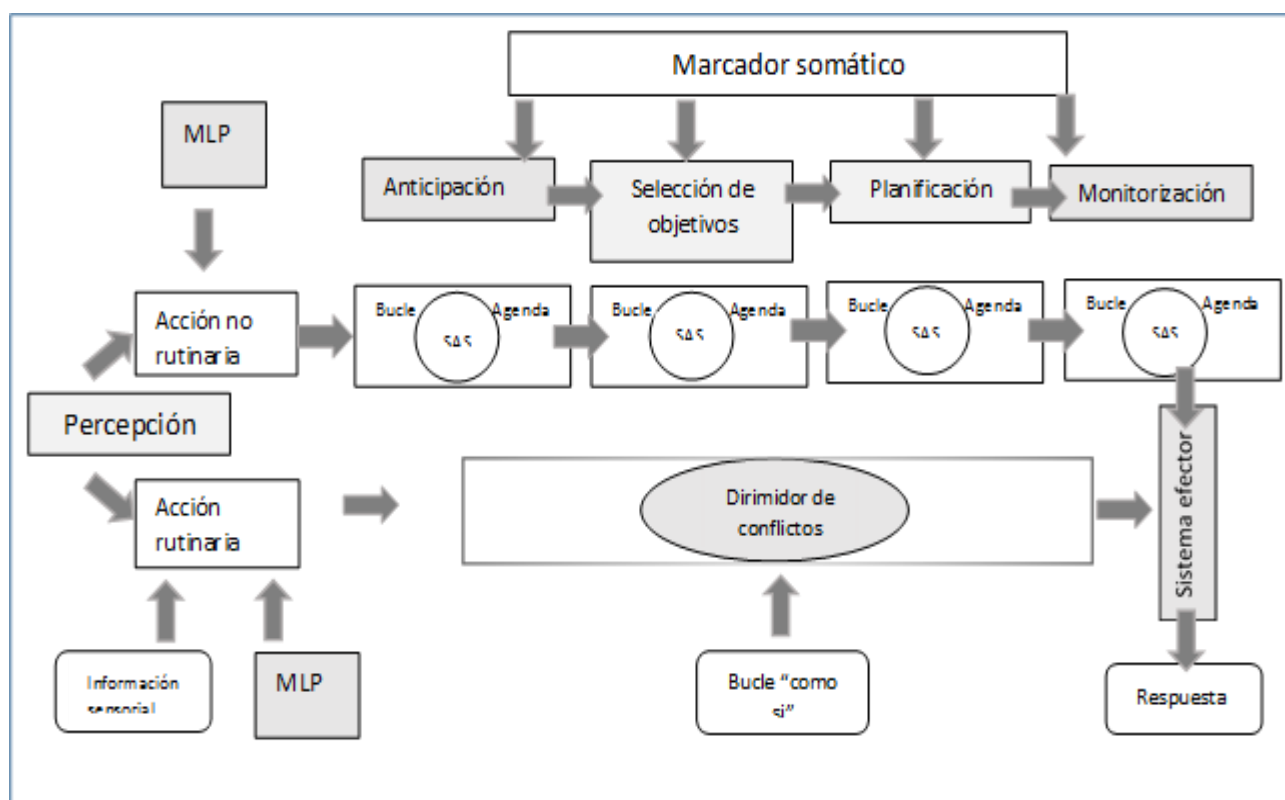 Marcador somático
MLP
Anticipación
Selección de
objetivos
Planificación
Monitorización
Acción no
rutinaria
Bucle
Agenda
SAS
Bucle
Agenda
SAS
Bucle
Agenda
SAS
Bucle
Agenda
SAS
Percepción
Acción
rutinaria
Dirimidor de
conflictos
Sistema efector
Información
sensorial
MLP
Bucle “como
si”
Respuesta